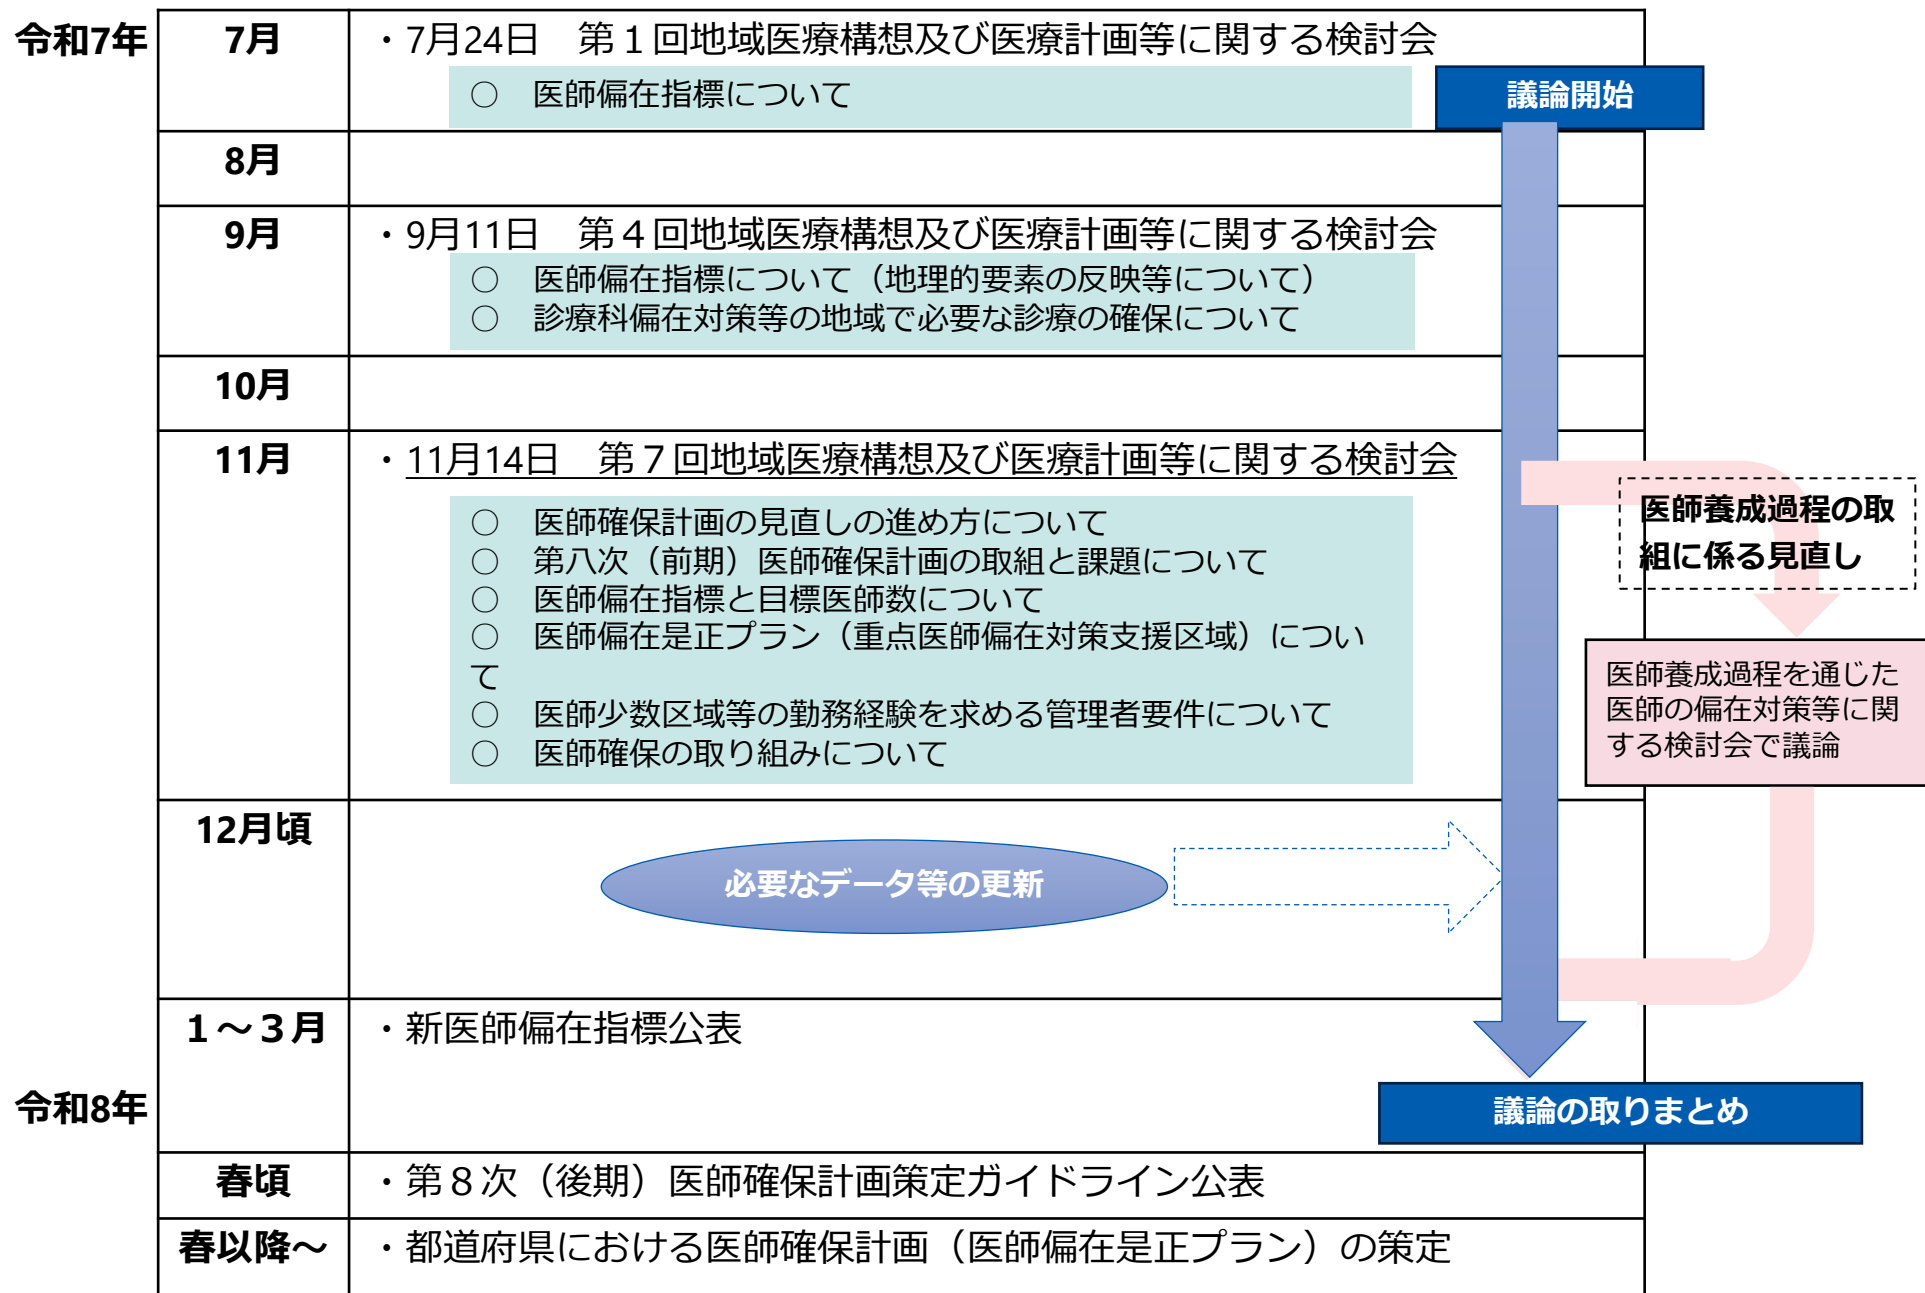 令和7年
7月
・7月24日　第１回地域医療構想及び医療計画等に関する検討会
○　医師偏在指標について
議論開始
8月
9月
・9月11日　第４回地域医療構想及び医療計画等に関する検討会
○　医師偏在指標について（地理的要素の反映等について）
○　診療科偏在対策等の地域で必要な診療の確保について
10月
11月
・11月14日　第７回地域医療構想及び医療計画等に関する検討会
○　医師確保計画の見直しの進め方について
○　第八次（前期）医師確保計画の取組と課題について
○　医師偏在指標と目標医師数について
○　医師偏在是正プラン（重点医師偏在対策支援区域）につい
て
○　医師少数区域等の勤務経験を求める管理者要件について
○　医師確保の取り組みについて
医師養成過程の取
組に係る見直し
医師養成過程を通じた
医師の偏在対策等に関
する検討会で議論
12月頃
必要なデータ等の更新
１～３月
・新医師偏在指標公表
令和8年
議論の取りまとめ
春頃
・第８次（後期）医師確保計画策定ガイドライン公表
春以降～
・都道府県における医師確保計画（医師偏在是正プラン）の策定